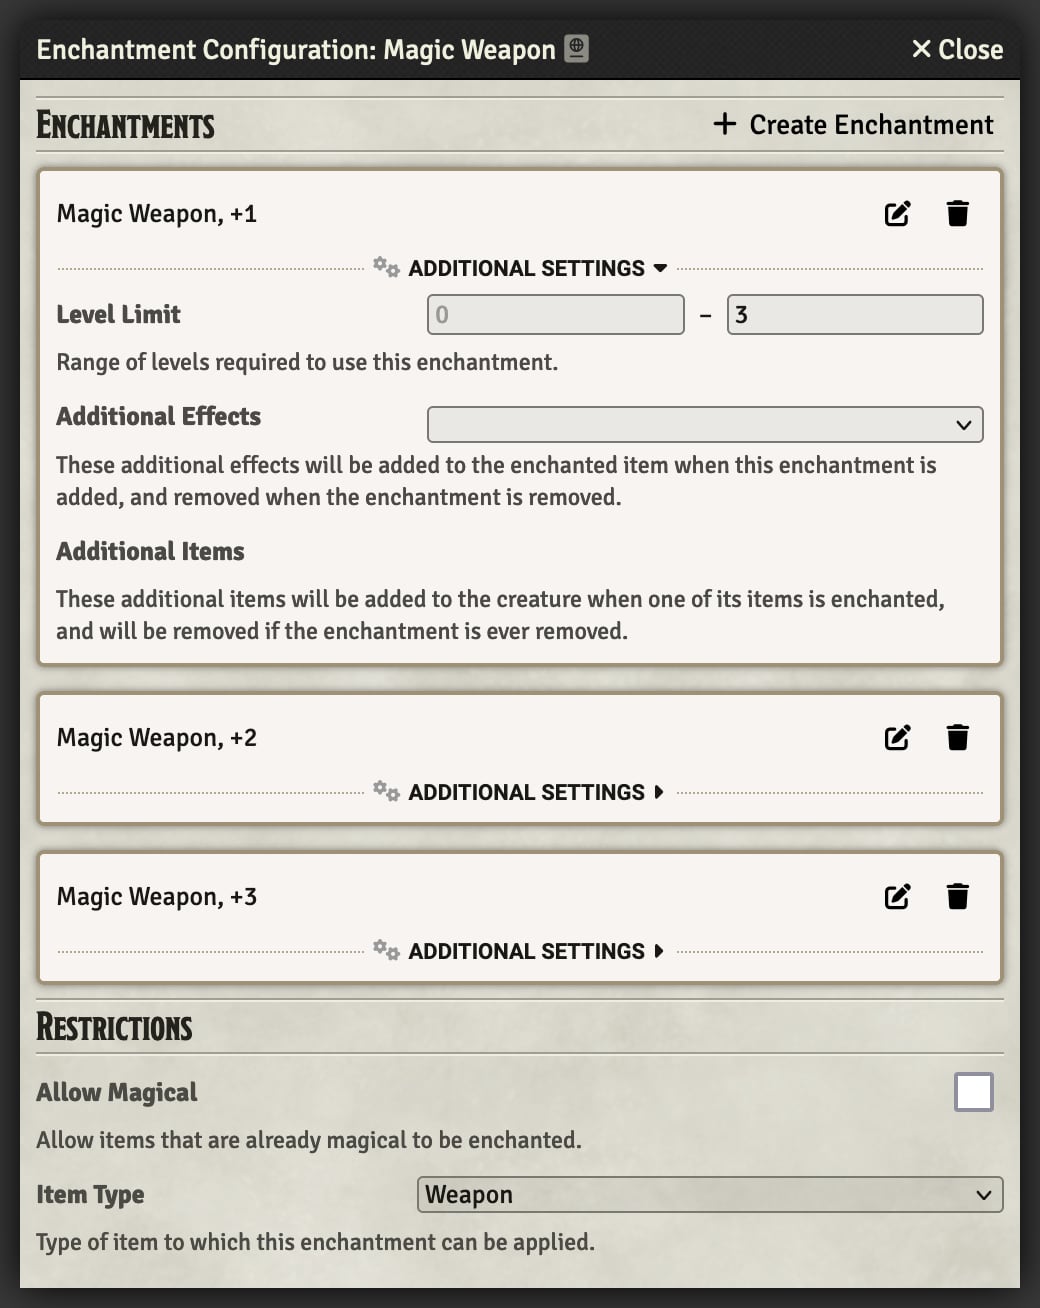 Enchantment Configuration: Magic Weapon
Close
ENCHANTMENTS
+ Create Enchantment
Magic Weapon, +1
ADDITIONAL SETTINGS
Level Limit
0 – 3
Range of levels required to use this enchantment.
Additional Effects
These additional effects will be added to the enchanted item when this enchantment is
added, and removed when the enchantment is removed.
Additional Items
These additional items will be added to the creature when one of its items is enchanted,
and will be removed if the enchantment is ever removed.
Magic Weapon, +2
ADDITIONAL SETTINGS
Magic Weapon, +3
ADDITIONAL SETTINGS
RESTRICTIONS
Allow Magical
Allow items that are already magical to be enchanted.
Item Type
Weapon
Type of item to which this enchantment can be applied.